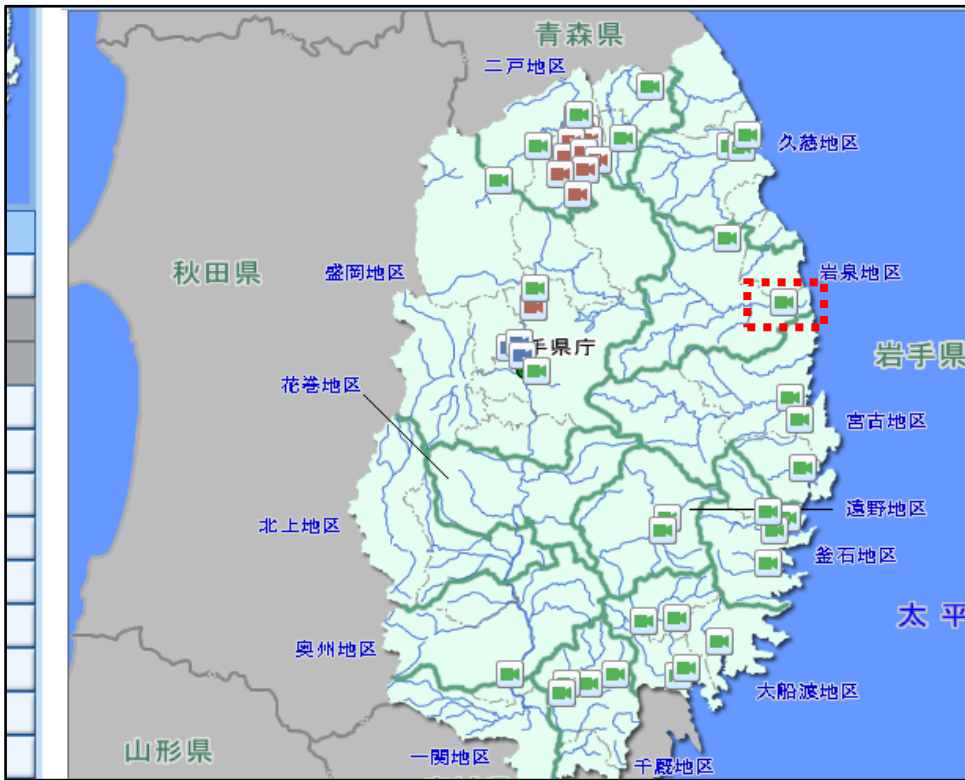 青森県
二戸地区
久慈地区
秋田県
盛岡地区
岩泉地区
手県庁
岩手県
花巻地区
宮古地区
北上地区
遠野地区
釜石地区
太 平
奥州地区
大船渡地区
山形県
一関地区
千厩地区